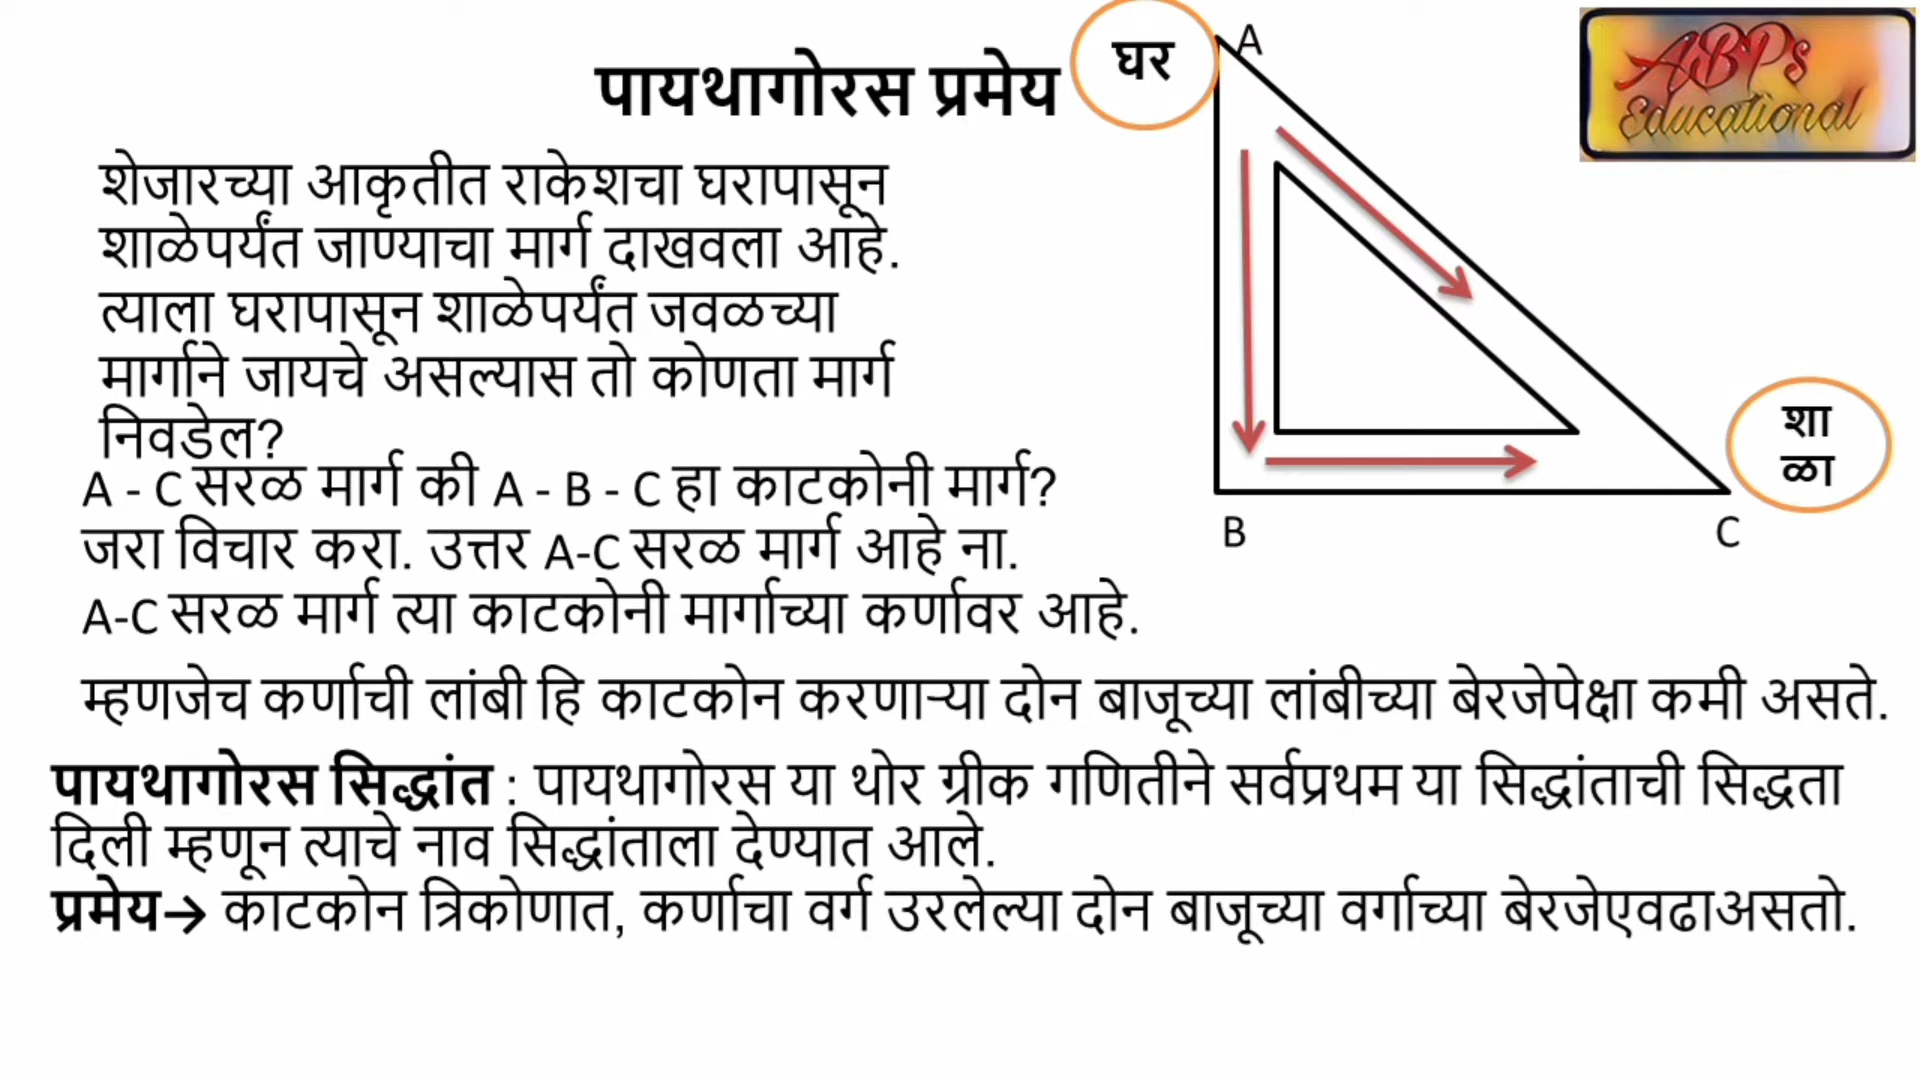 पायथागोरस प्रमेय
घर
A
ABPs
Educational
शेजारच्या आकृतीत राकेशचा घरापासून
शाळेपर्यंत जाण्याचा मार्ग दाखवला आहे.
त्याला घरापासून शाळेपर्यंत जवळच्या
मार्गाने जायचे असल्यास तो कोणता मार्ग
निवडेल?
A - C सरळ मार्ग की A - B - C हा काटकोनी मार्ग?
जरा विचार करा. उत्तर A-C सरळ मार्ग आहे ना.
A-C सरळ मार्ग त्या काटकोनी मार्गाच्या कर्णावर आहे.
शा
ळा
B
C
म्हणजेच कर्णाची लांबी हि काटकोन करणाऱ्या दोन बाजूच्या लांबीच्या बेरजेपेक्षा कमी असते.
पायथागोरस सिद्धांत : पायथागोरस या थोर ग्रीक गणितीने सर्वप्रथम या सिद्धांताची सिद्धता
दिली म्हणून त्याचे नाव सिद्धांताला देण्यात आले.
प्रमेय→ काटकोन त्रिकोणात, कर्णाचा वर्ग उरलेल्या दोन बाजूच्या वर्गाच्या बेरजेएवढाअसतो.